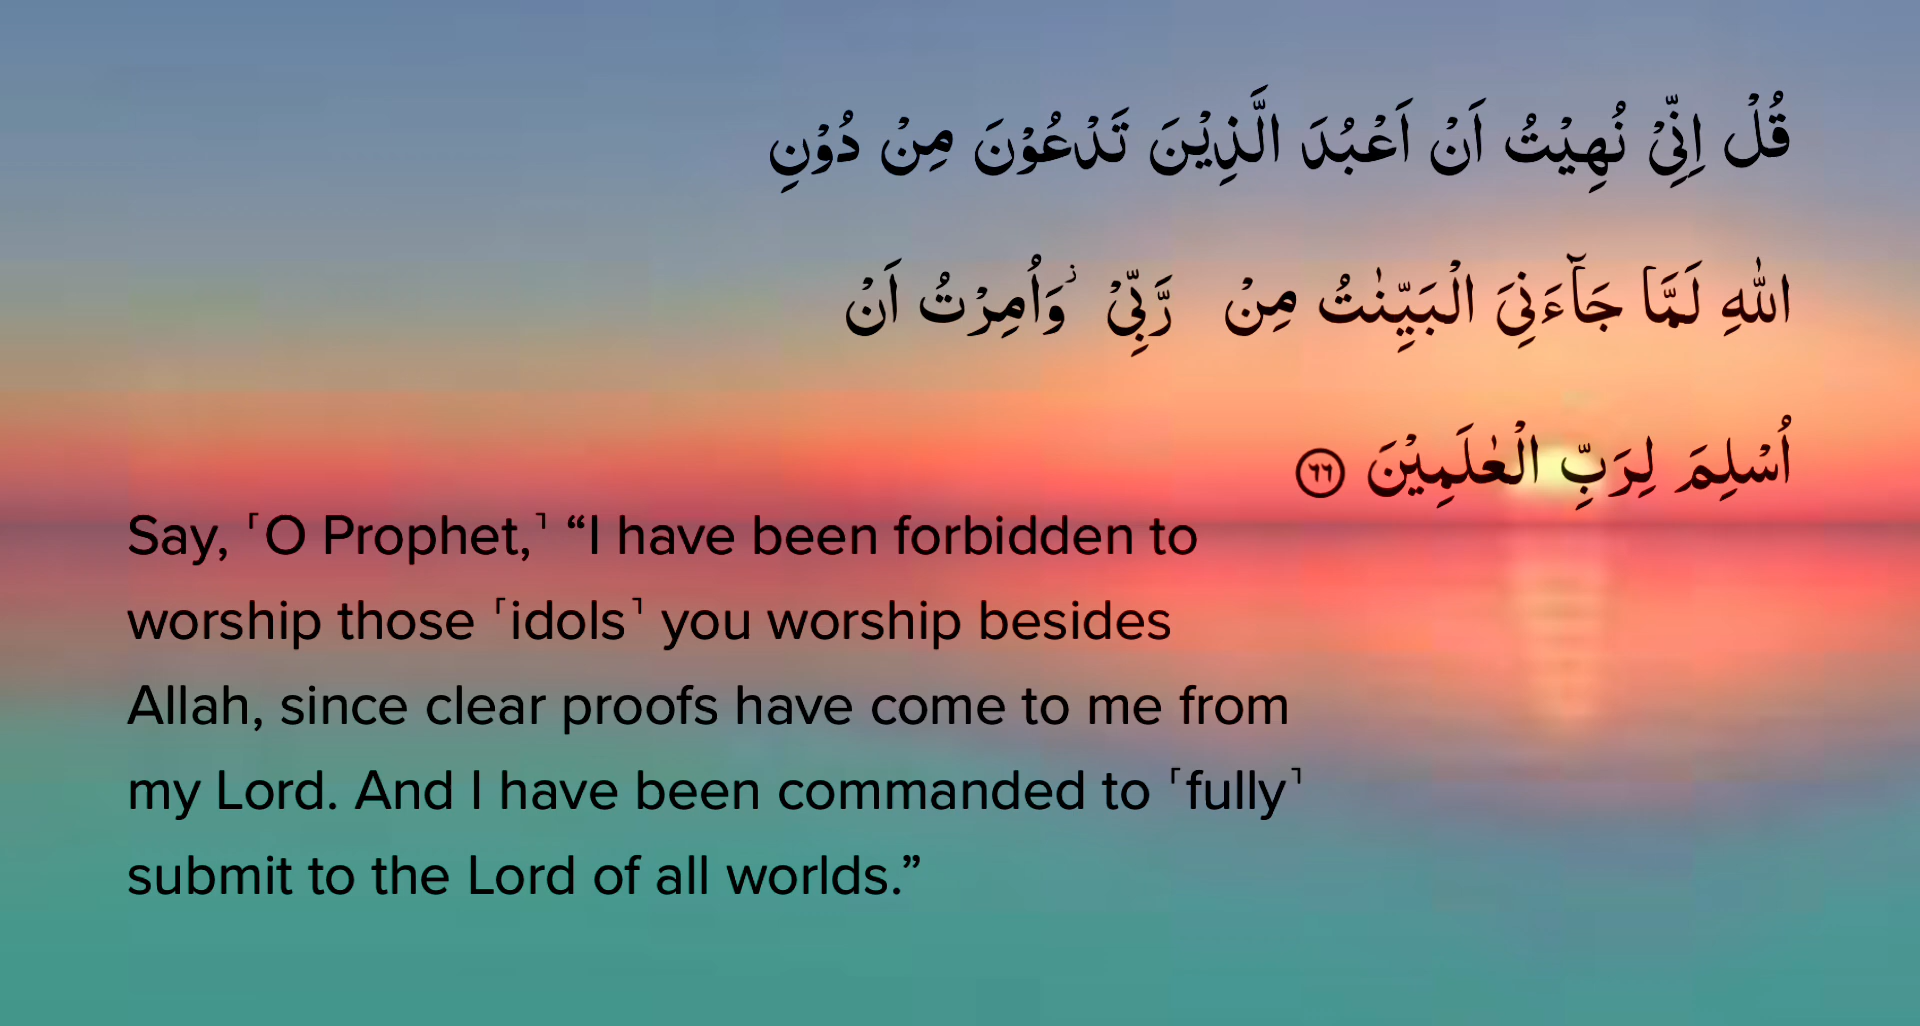 قُلْ اِنِّیْ نُهِیْتُ اَنْ اَعْبُدَ الَّذِیْنَ تَدْعُوْنَ مِنْ دُوْنِ
اللّٰهِ لَمَّا جَآءَنِیَ الْبَیِّنٰتُ مِنْ رَّبِّیْ ؗ وَاُمِرْتُ اَنْ
اُسْلِمَ لِرَبِّ الْعٰلَمِیْنَ ۟۶۶
Say, ˹O Prophet,˺ “I have been forbidden to
worship those ˹idols˺ you worship besides
Allah, since clear proofs have come to me from
my Lord. And I have been commanded to ˹fully˺
submit to the Lord of all worlds.”